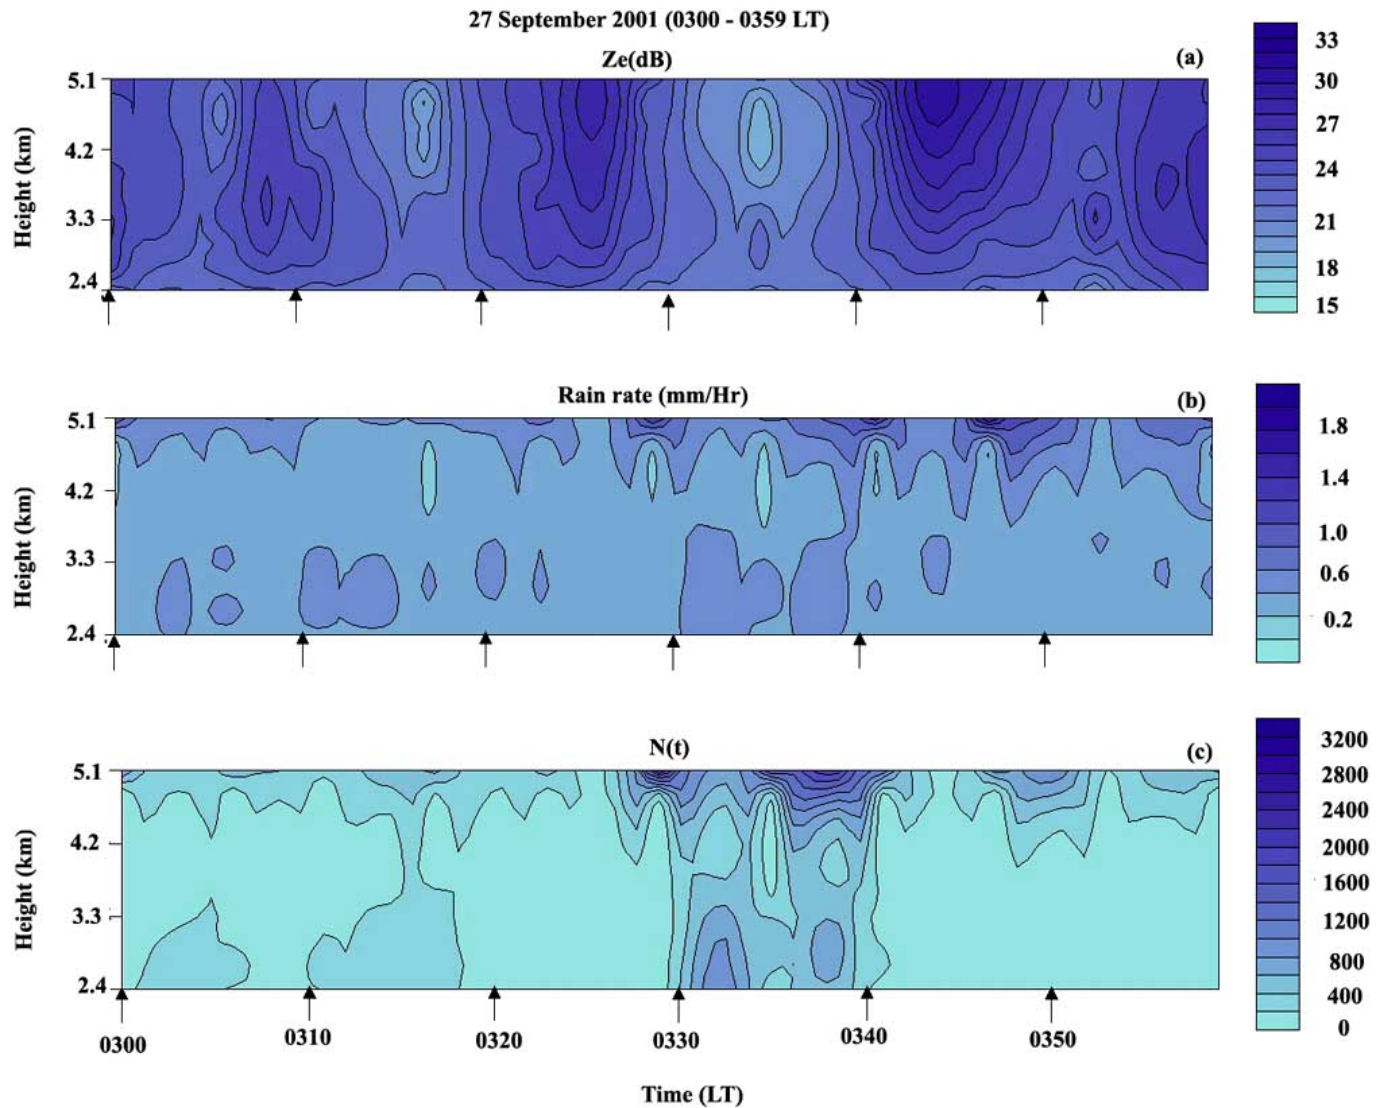 27 September 2001 (0300 - 0359 LT)
Ze(dB)
(a)
Height (km)
5.1
4.2
3.3
2.4
33
30
27
24
21
18
15
Rain rate (mm/Hr)
(b)
Height (km)
5.1
4.2
3.3
2.4
1.8
1.4
1.0
0.6
0.2
N(t)
(c)
Height (km)
5.1
4.2
3.3
2.4
3200
2800
2400
2000
1600
1200
800
400
0
0300 0310 0320 0330 0340 0350
Time (LT)